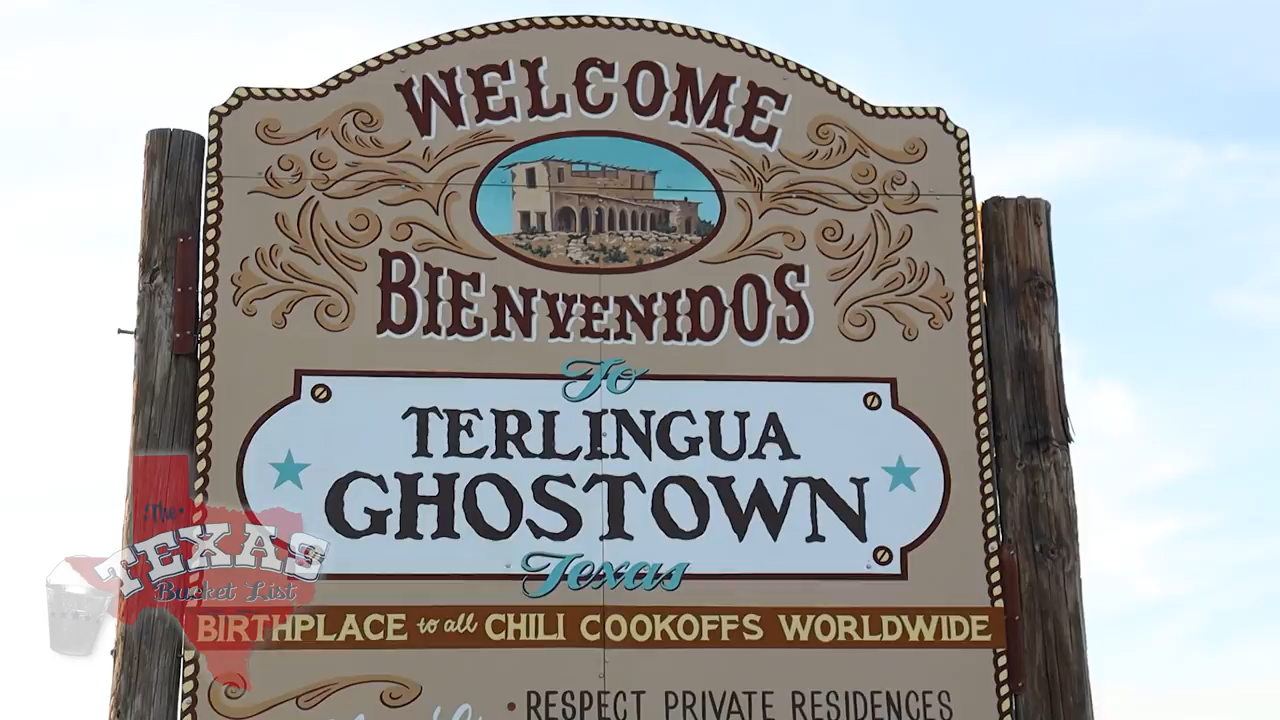 WELCOME
BIENVENIDOS
To
TERLINGUA
GHOSTOWN
Texas
BIRTHPLACE to all CHILI COOKOFFS WORLDWIDE
• RESPECT PRIVATE RESIDENCES
The
TEXAS
Bucket List